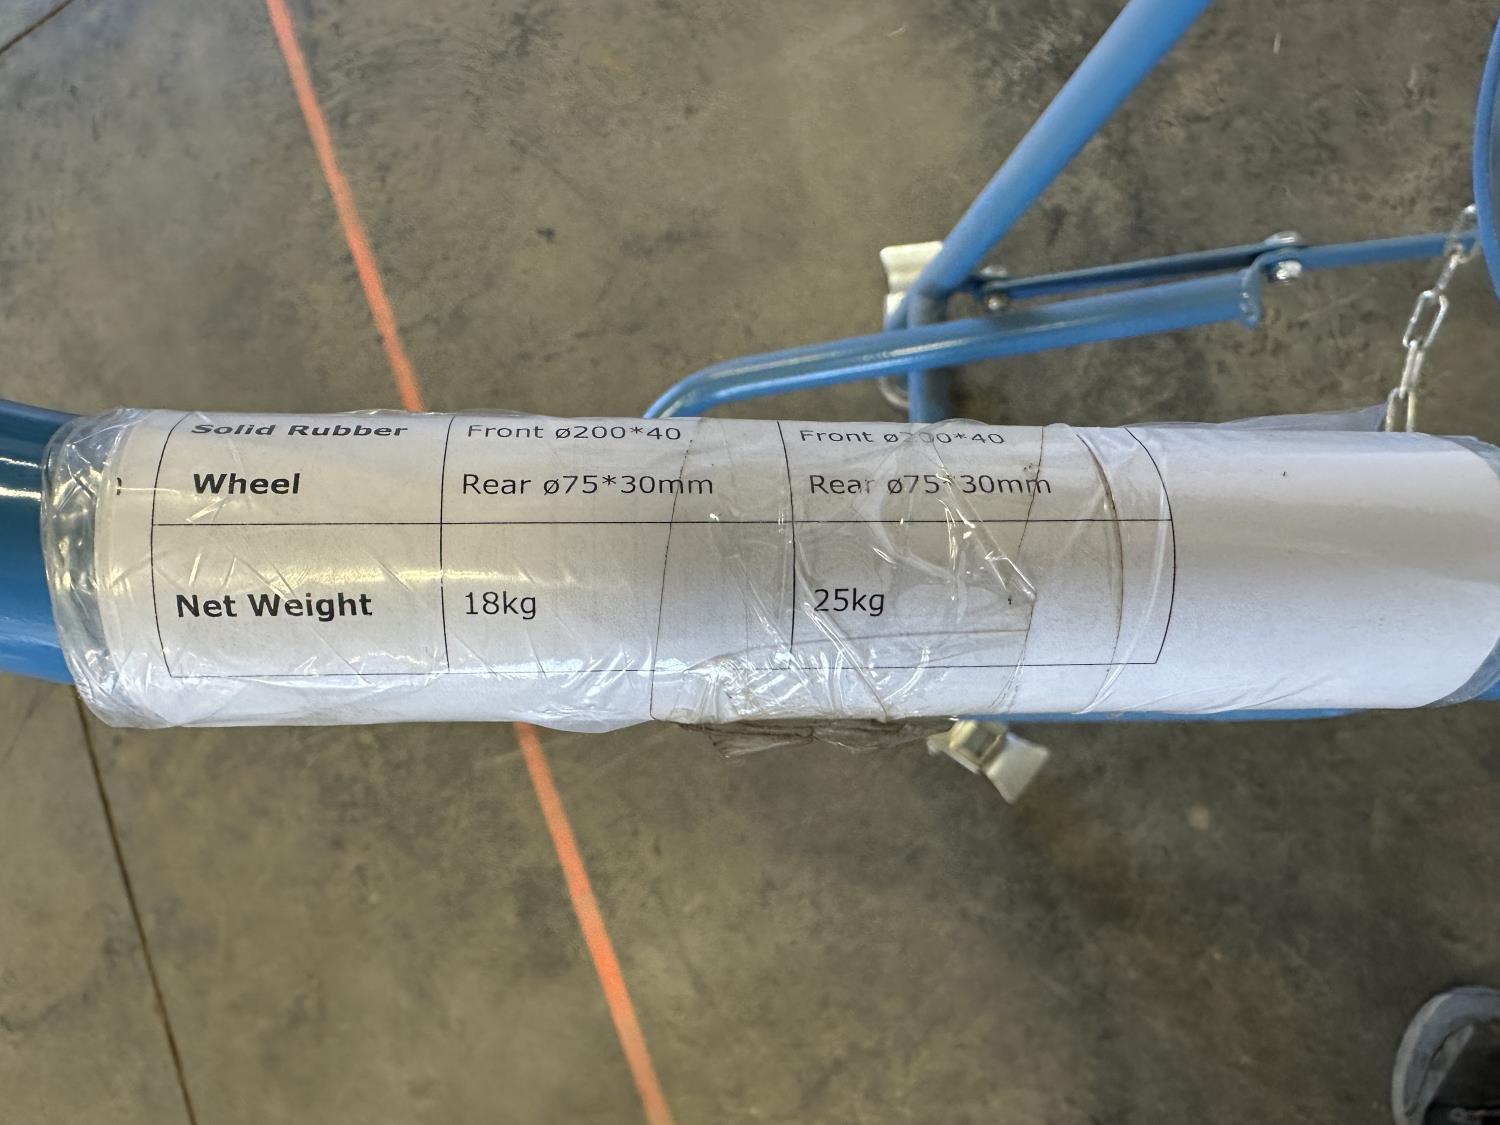 Solid Rubber Front ø200*40 Front ø200*40
Wheel Rear ø75*30mm Rear ø75*30mm
Net Weight 18kg 25kg